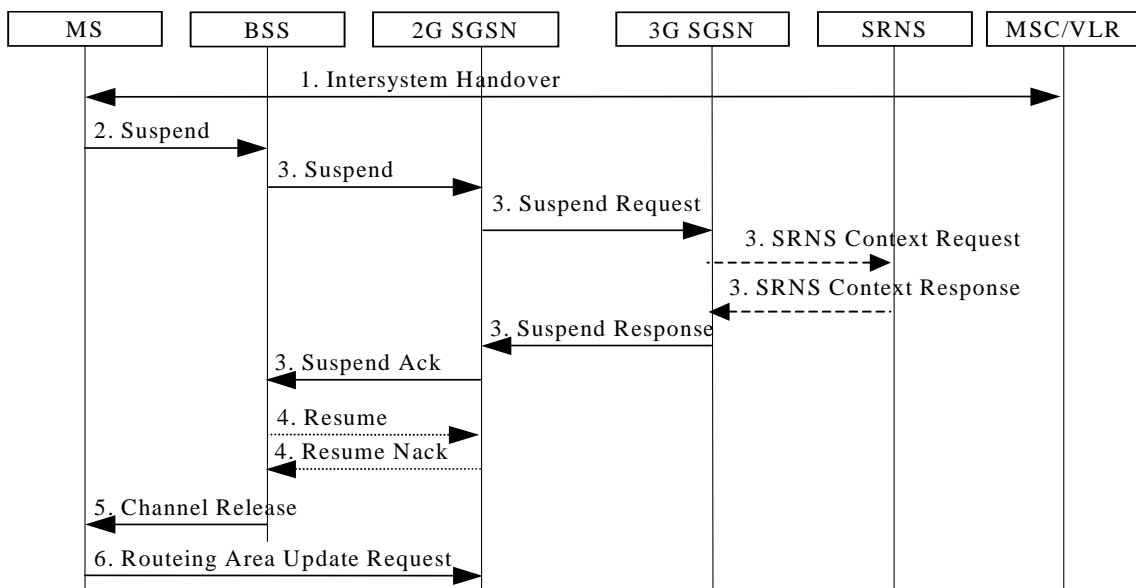 MS
BSS
2G SGSN
3G SGSN
SRNS
MSC/VLR
1. Intersystem Handover
2. Suspend
3. Suspend
3. Suspend Request
3. SRNS Context Request
3. SRNS Context Response
3. Suspend Response
3. Suspend Ack
4. Resume
4. Resume Nack
5. Channel Release
6. Routeing Area Update Request